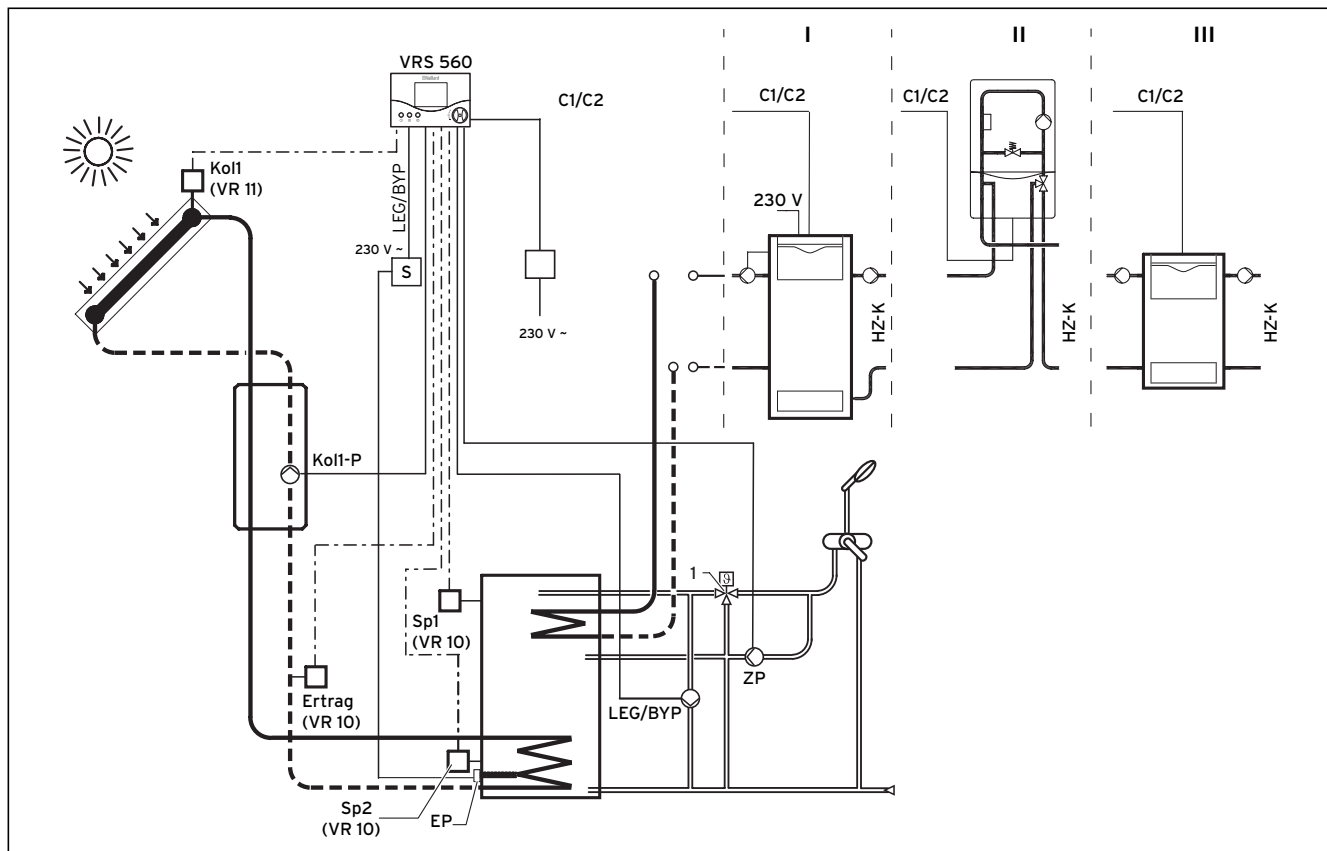 I
II
III
VRS 560
Vaillant
C1/C2
C1/C2
C1/C2
C1/C2
Kol1
(VR 11)
LEG/BYP
230 V ~
S
230 V ~
230 V
HZ-K
HZ-K
HZ-K
Kol1-P
Sp1
(VR 10)
1
ϑ
ZP
LEG/BYP
Ertrag
(VR 10)
Sp2
(VR 10)
EP